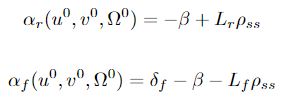 α_r(u^0, v^0, Ω^0) = −β + L_r ρ_ss
α_f(u^0, v^0, Ω^0) = δ_f − β − L_f ρ_ss